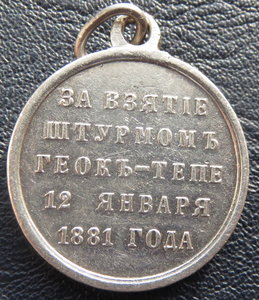 ЗА ВЗЯТІЕ
ШТУРМОМЪ
ГЕОКЪ-ТЕПЕ
12 ЯНВАРЯ
1881 ГОДА